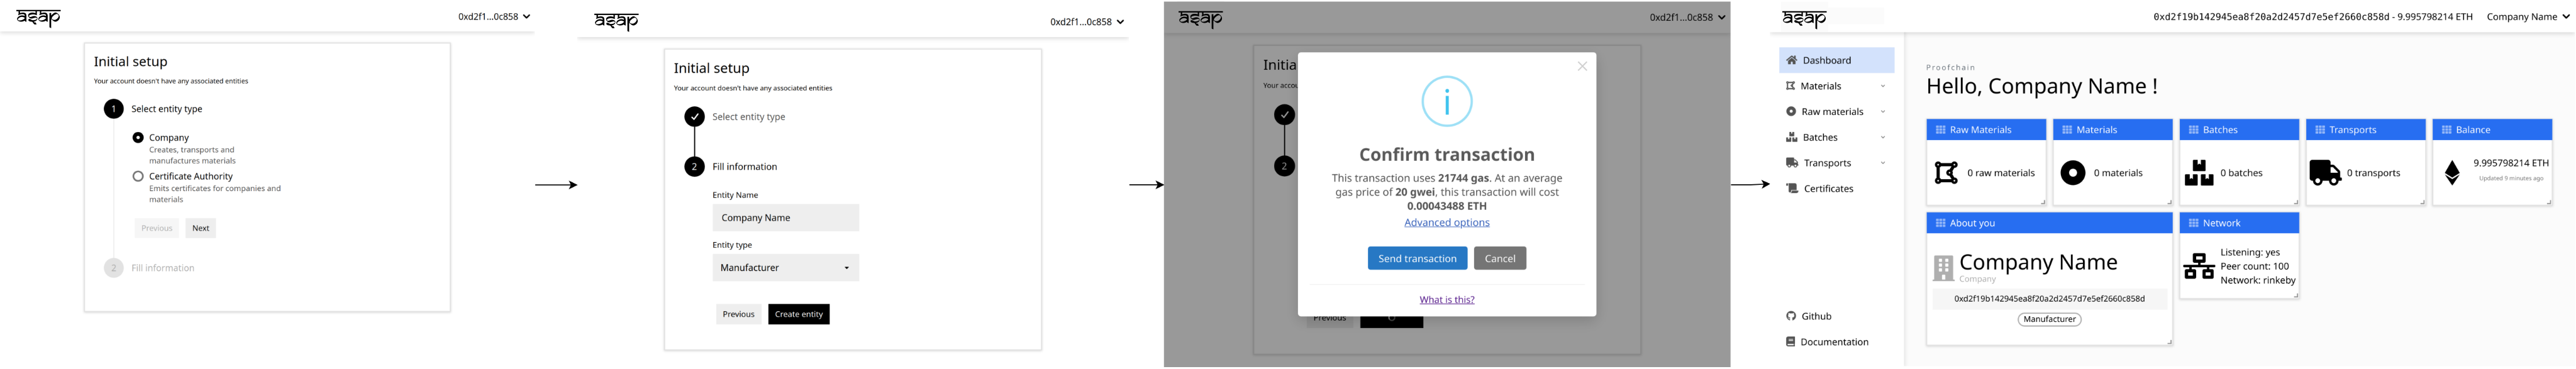 asap
0xd2f1...0c858
Initial setup
Your account doesn't have any associated entities
1 Select entity type
Company
Creates, transports and
manufactures materials
Certificate Authority
Emits certificates for companies and
materials
Previous Next
2 Fill information
asap
0xd2f1...0c858
Initial setup
Your account doesn't have any associated entities
Select entity type
2 Fill information
Entity Name
Company Name
Entity type
Manufacturer
Previous Create entity
asap
0xd2f1...0c858
Initia
Your accou
2
Confirm transaction
This transaction uses 21744 gas. At an average
gas price of 20 gwei, this transaction will cost
0.00043488 ETH
Advanced options
Send transaction Cancel
What is this?
Previous
asap
0xd2f19b142945ea8f20a2d2457d7e5ef2660c858d - 9.995798214 ETH Company Name
Dashboard
Materials
Raw materials
Batches
Transports
Certificates
Github
Documentation
Proofchain
Hello, Company Name !
Raw Materials
0 raw materials
Materials
0 materials
Batches
0 batches
Transports
0 transports
Balance
9,995798214 ETH
Updated 9 minutes ago
About you
Company Name
Company
0xd2f19b142945ea8f20a2d2457d7e5ef2660c858d
Manufacturer
Network
Listening: yes
Peer count: 100
Network: rinkeby